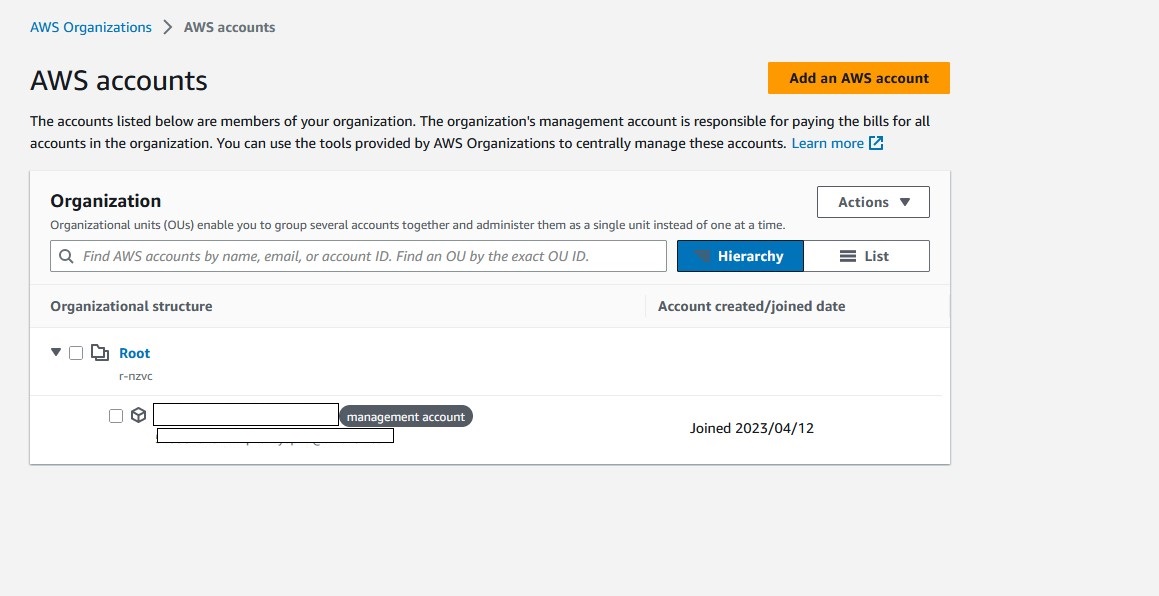 AWS Organizations > AWS accounts
AWS accounts
Add an AWS account
The accounts listed below are members of your organization. The organization's management account is responsible for paying the bills for all
accounts in the organization. You can use the tools provided by AWS Organizations to centrally manage these accounts. Learn more
Organization
Actions
Organizational units (OUs) enable you to group several accounts together and administer them as a single unit instead of one at a time.
Find AWS accounts by name, email, or account ID. Find an OU by the exact OU ID.
Hierarchy
List
Organizational structure
Account created/joined date
Root
r-nzvc
management account
Joined 2023/04/12